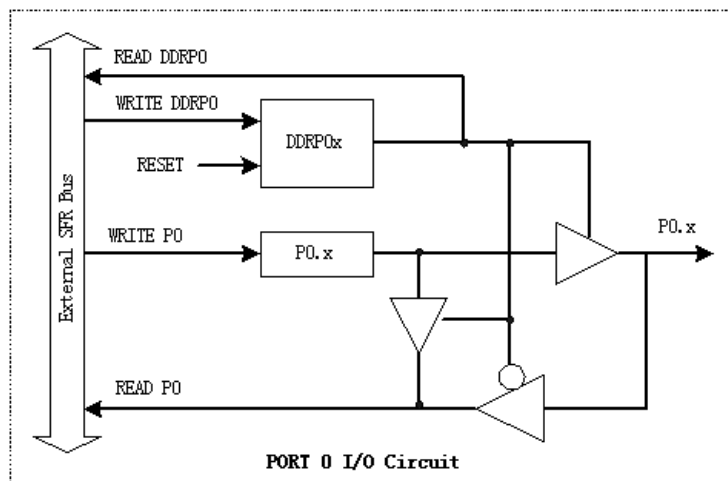 READ DDRP0
WRITE DDRP0
DDRP0x
RESET
P0.x
WRITE P0
P0.x
External SFR Bus
READ P0
PORT 0 I/O Circuit